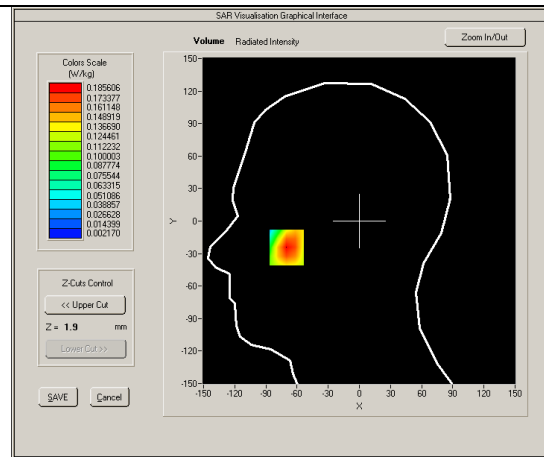 SAR Visualisation Graphical Interface
Volume Radiated Intensity
Zoom In/Out
Colors Scale
(W/kg)
0.185606
0.173377
0.161148
0.148919
0.136690
0.124461
0.112232
0.100003
0.087774
0.075544
0.063315
0.051086
0.038857
0.026628
0.014399
0.002170
150
120
90
60
30
0
-30
-60
-90
-120
-150
Y
-150 -120 -90 -60 -30 0 30 60 90 120 150
X
Z-Cuts Control
<< Upper Cut
Z = 1.9 mm
Lower Cut >>
SAVE Cancel